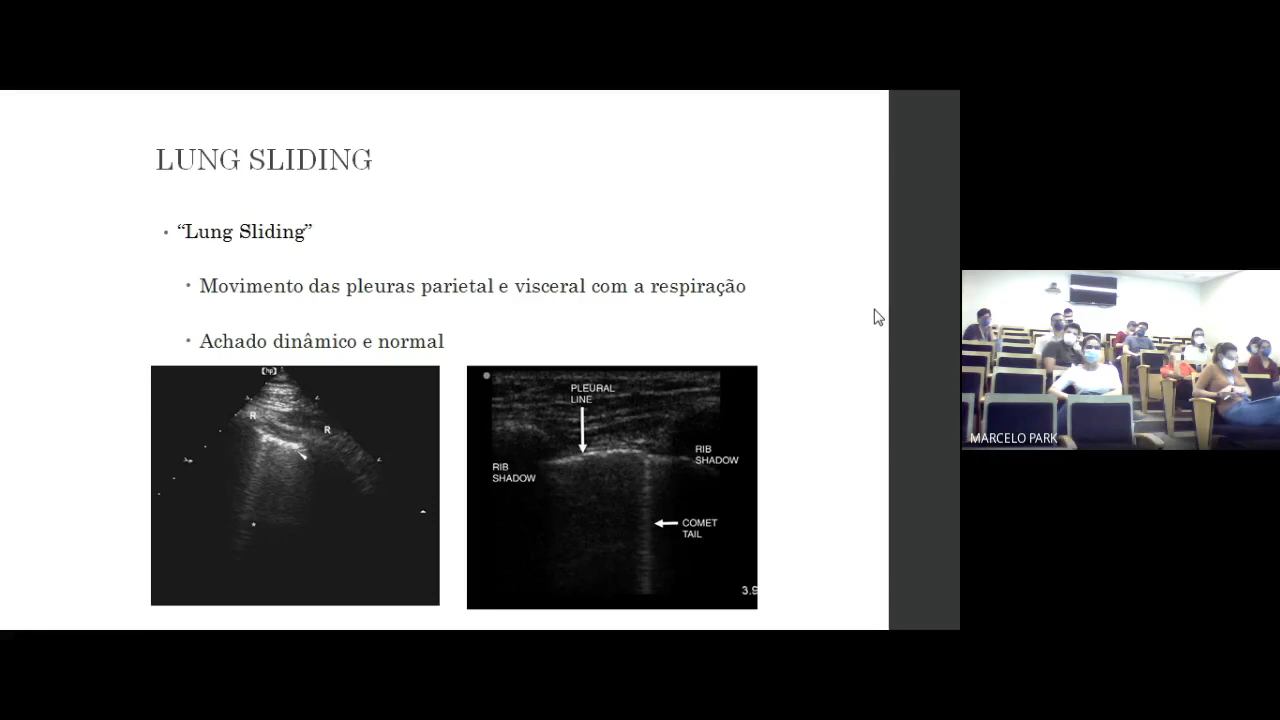 LUNG SLIDING
• “Lung Sliding”
• Movimento das pleuras parietal e visceral com a respiração
• Achado dinâmico e normal
[hp]
R
R
*
PLEURAL
LINE
RIB
SHADOW
RIB
SHADOW
COMET
TAIL
3.9
MARCELO PARK